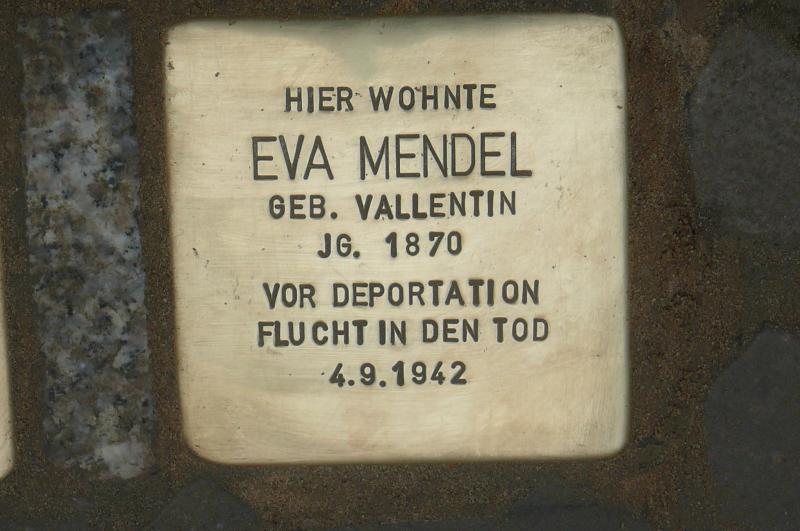 HIER WOHNTE
EVA MENDEL
GEB. VALLENTIN
JG. 1870
VOR DEPORTATION
FLUCHT IN DEN TOD
4.9.1942